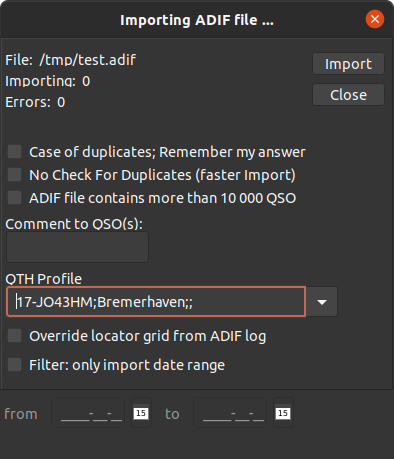 Importing ADIF file ...
File: /tmp/test.adif
Import
Importing: 0
Errors: 0
Close
Case of duplicates; Remember my answer
No Check For Duplicates (faster Import)
ADIF file contains more than 10 000 QSO
Comment to QSO(s):
QTH Profile
17-JO43HM;Bremerhaven;;
Override locator grid from ADIF log
Filter: only import date range
from ____-__-__ 15 to ____-__-__ 15